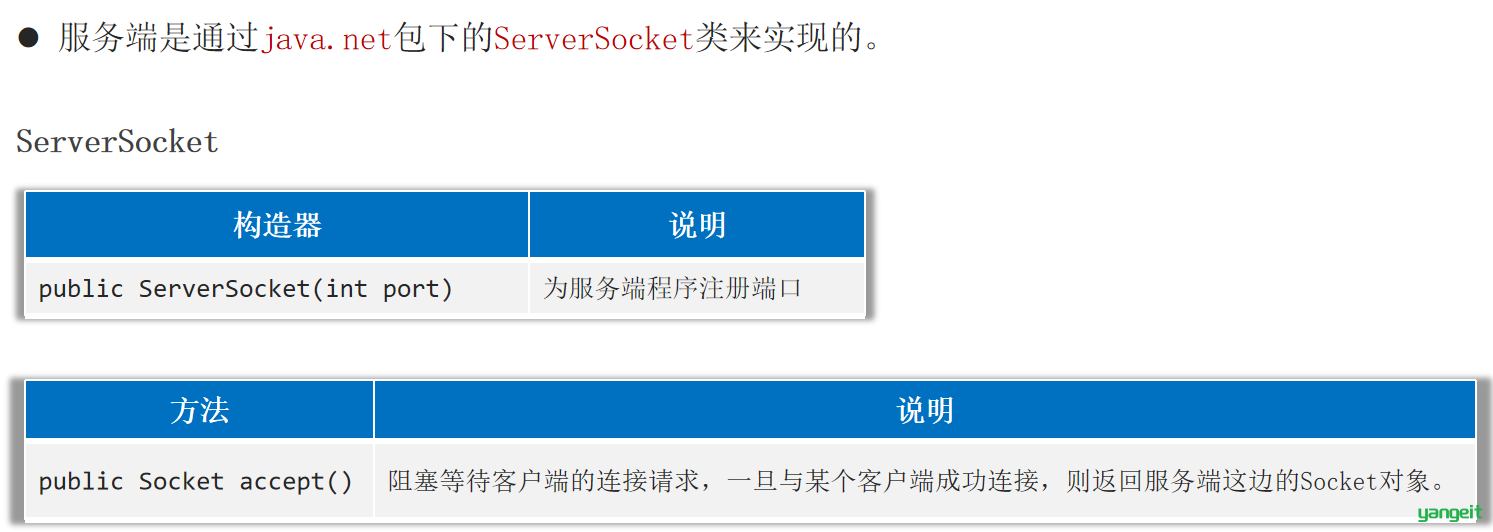 ● 服务端是通过java.net包下的ServerSocket类来实现的。
ServerSocket
构造器 说明
public ServerSocket(int port) 为服务端程序注册端口
方法 说明
public Socket accept() 阻塞等待客户端的连接请求，一旦与某个客户端成功连接，则返回服务端这边的Socket对象。
yangeit